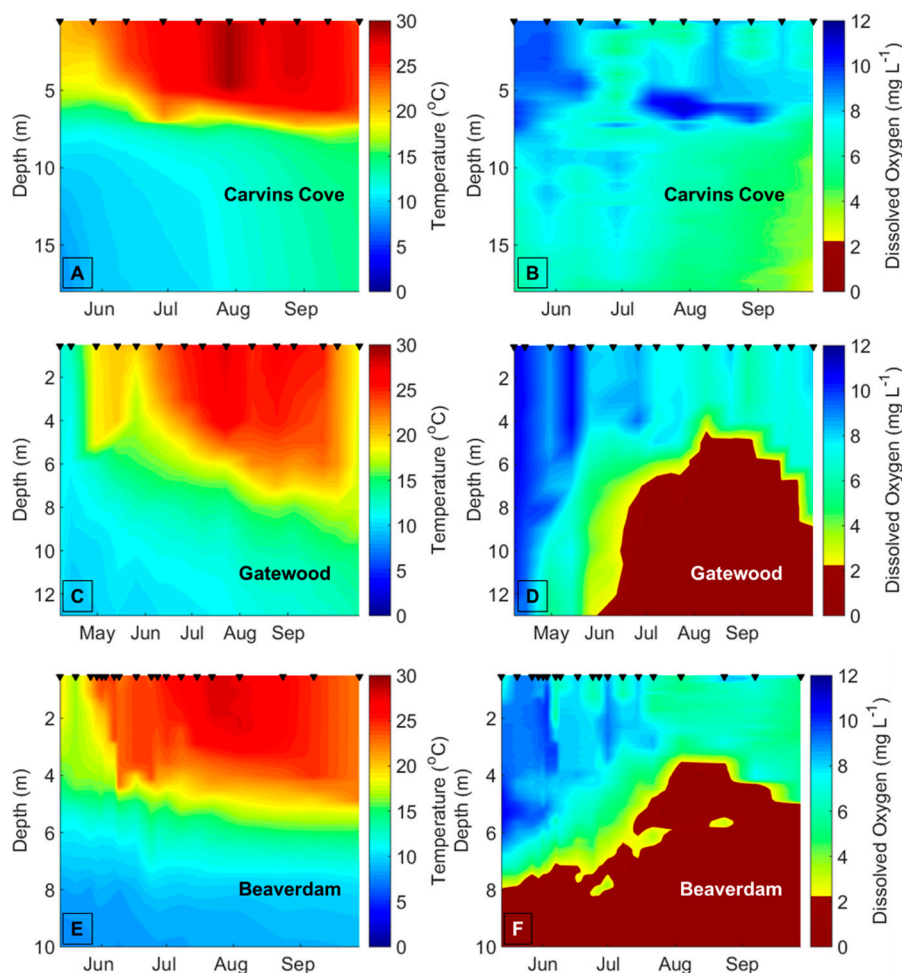 30
25
20
15
10
5
0
5
10
15
Depth (m)
Temperature (°C)
Carvins Cove
A
Jun Jul Aug Sep
12
10
8
6
4
2
0
5
10
15
Depth (m)
Dissolved Oxygen (mg L⁻¹)
Carvins Cove
B
Jun Jul Aug Sep
30
25
20
15
10
5
0
2
4
6
8
10
12
Depth (m)
Temperature (°C)
Gatewood
C
May Jun Jul Aug Sep
12
10
8
6
4
2
0
2
4
6
8
10
12
Depth (m)
Dissolved Oxygen (mg L⁻¹)
Gatewood
D
May Jun Jul Aug Sep
30
25
20
15
10
5
0
2
4
6
8
10
Depth (m)
Temperature (°C)
Beaverdam
E
Jun Jul Aug Sep
12
10
8
6
4
2
0
2
4
6
8
10
Depth (m)
Dissolved Oxygen (mg L⁻¹)
Beaverdam
F
Jun Jul Aug Sep